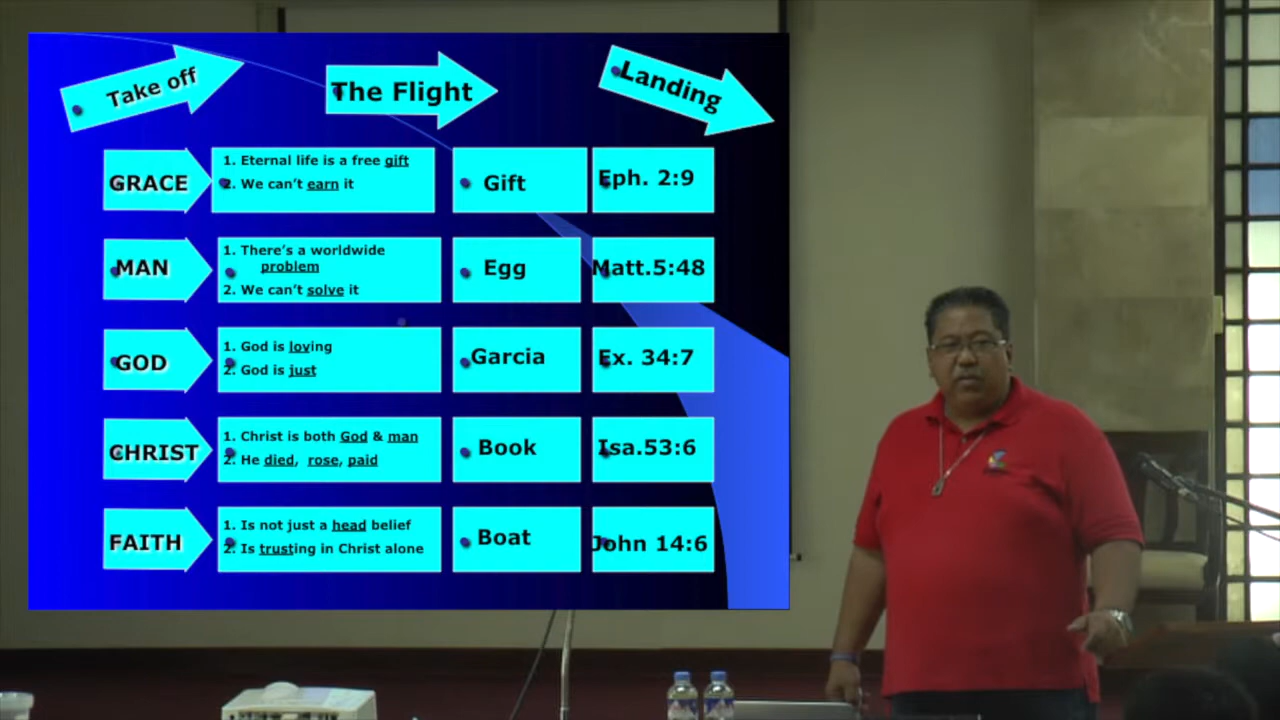 Take off
The Flight
Landing
GRACE
1. Eternal life is a free gift
2. We can't earn it
Gift
Eph. 2:9
MAN
1. There's a worldwide
problem
2. We can't solve it
Egg
Matt.5:48
GOD
1. God is loving
2. God is just
Garcia
Ex. 34:7
CHRIST
1. Christ is both God & man
2. He died, rose, paid
Book
Isa.53:6
FAITH
1. Is not just a head belief
2. Is trusting in Christ alone
Boat
John 14:6